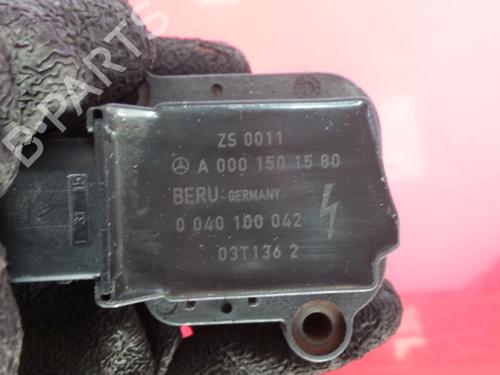 ZS 0011
A 000 150 15 80
BERU - GERMANY
0 040 100 042
03T136 2
B-PARTS